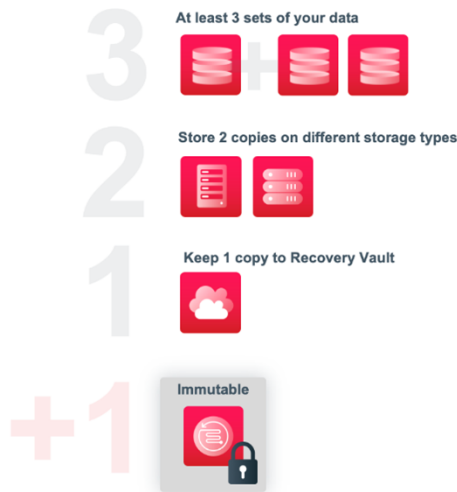 3
At least 3 sets of your data
+
2
Store 2 copies on different storage types
1
Keep 1 copy to Recovery Vault
+1
Immutable